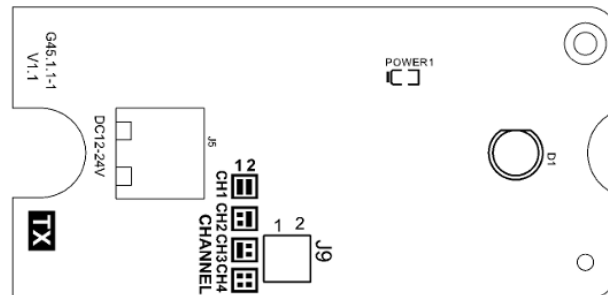 G45.1.1-1
V1.1
POWER1
DC12-24V
J5
D1
1 2
CH1
CH2
CH3
CH4
CHANNEL
1 2
J9
TX